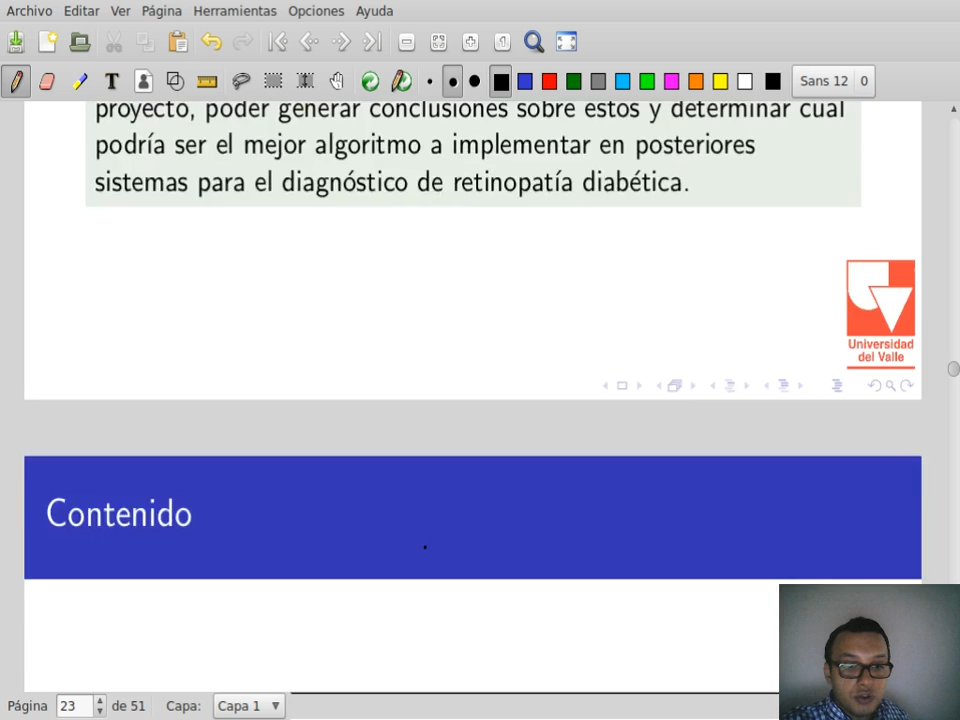 Archivo Editar Ver Página Herramientas Opciones Ayuda
T Sans 12 0
proyecto, poder generar conclusiones sobre estos y determinar cual
podría ser el mejor algoritmo a implementar en posteriores
sistemas para el diagnóstico de retinopatía diabética.
Universidad
del Valle
Contenido
Página 23 de 51 Capa: Capa 1